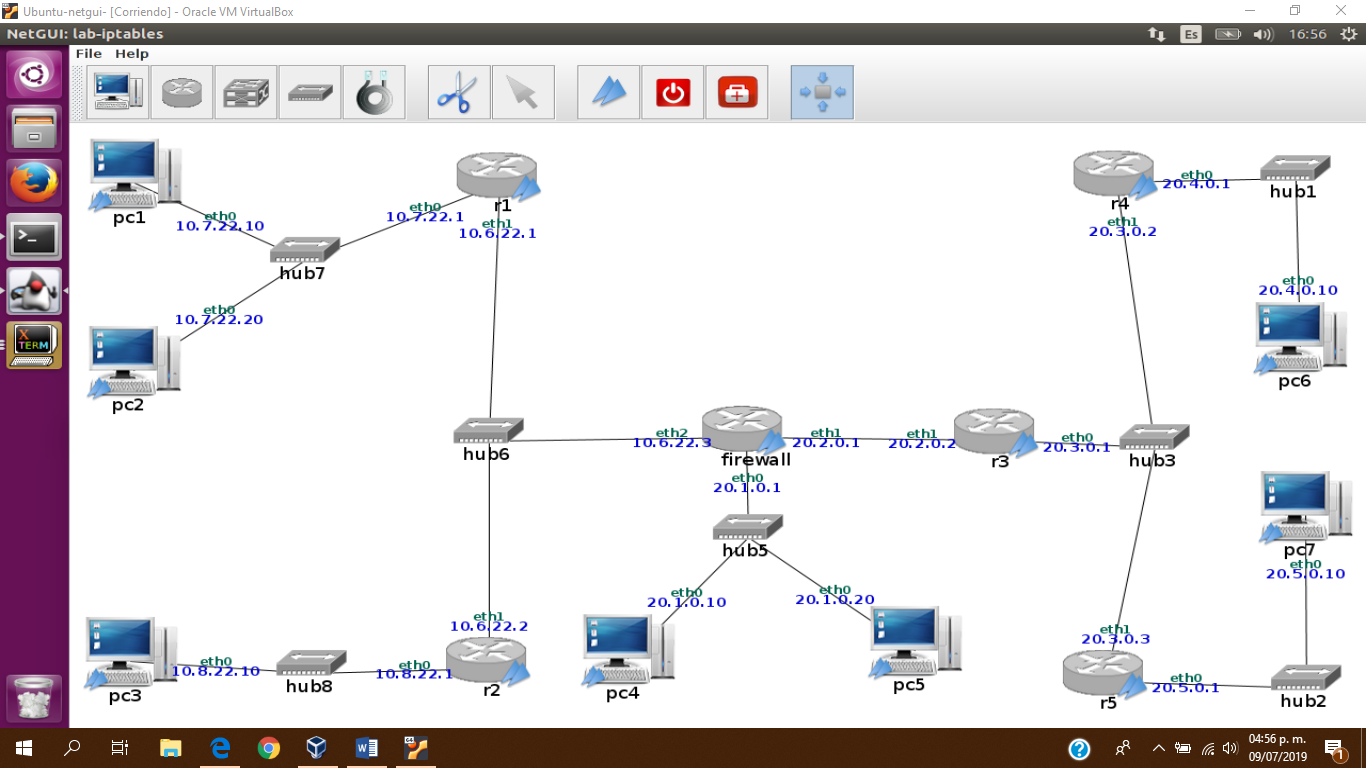 Ubuntu-netgui- [Corriendo] - Oracle VM VirtualBox
NetGUI: lab-iptables
Es
16:56
File Help
pc1
eth0
10.7.22.10
hub7
eth0
10.7.22.1
r1
eth1
10.6.22.1
eth0
10.7.22.20
pc2
r4
eth0
20.4.0.1
hub1
eth1
20.3.0.2
eth0
20.4.0.10
pc6
hub6
eth2
10.6.22.3
firewall
eth1
20.2.0.1
eth1
20.2.0.2
r3
eth0
20.3.0.1
hub3
eth0
20.1.0.1
hub5
eth0
20.1.0.10
pc4
eth0
20.1.0.20
pc5
pc7
eth0
20.5.0.10
eth1
10.6.22.2
r2
eth0
10.8.22.1
hub8
eth0
10.8.22.10
pc3
eth1
20.3.0.3
r5
eth0
20.5.0.1
hub2
X
TERM
04:56 p. m.
09/07/2019
1